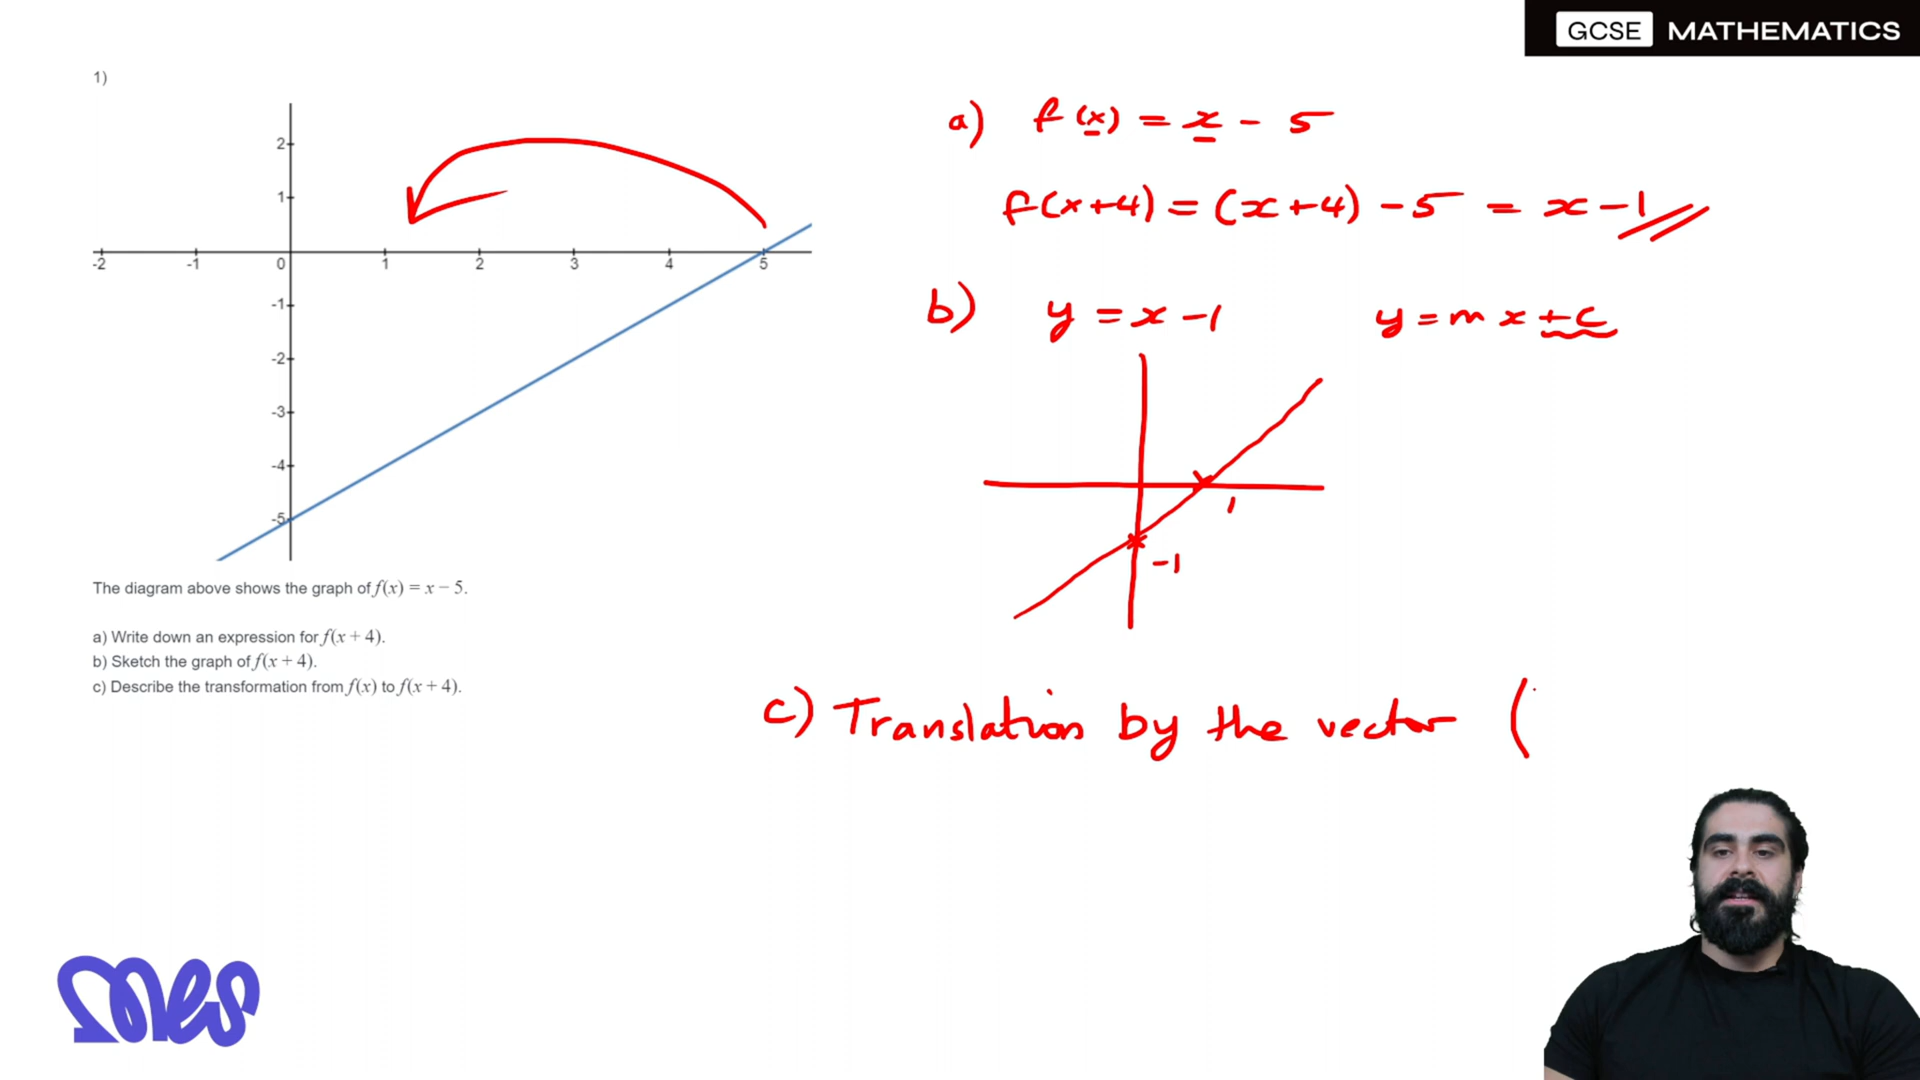 GCSE MATHEMATICS
1)
2
1
-2 -1 0 1 2 3 4 5
-1
-2
-3
-4
-5
The diagram above shows the graph of f(x) = x − 5.
a) Write down an expression for f(x + 4).
b) Sketch the graph of f(x + 4).
c) Describe the transformation from f(x) to f(x + 4).
a) f(x) = x - 5
f(x+4) = (x+4) - 5 = x - 1
b) y = x - 1 y = mx + c
1
-1
c) Translation by the vector (
mes